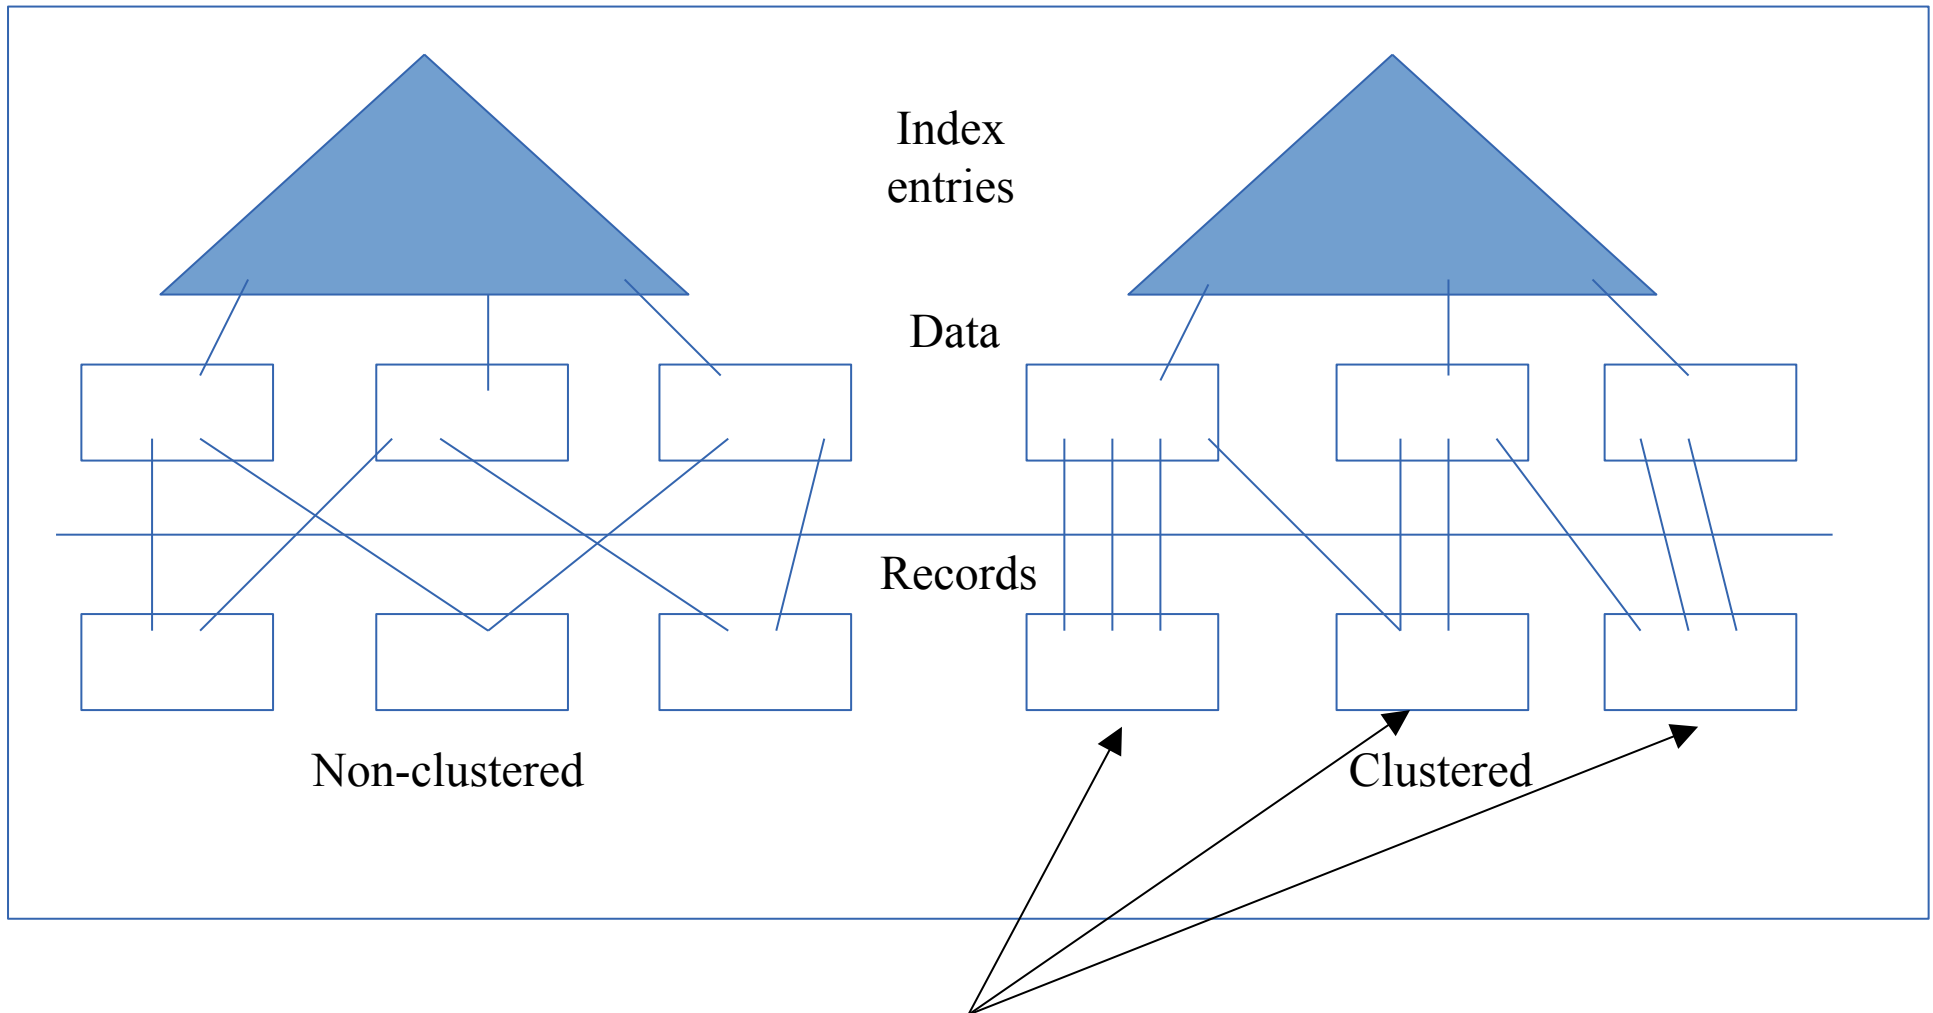 Index
entries
Data
Records
Non-clustered
Clustered